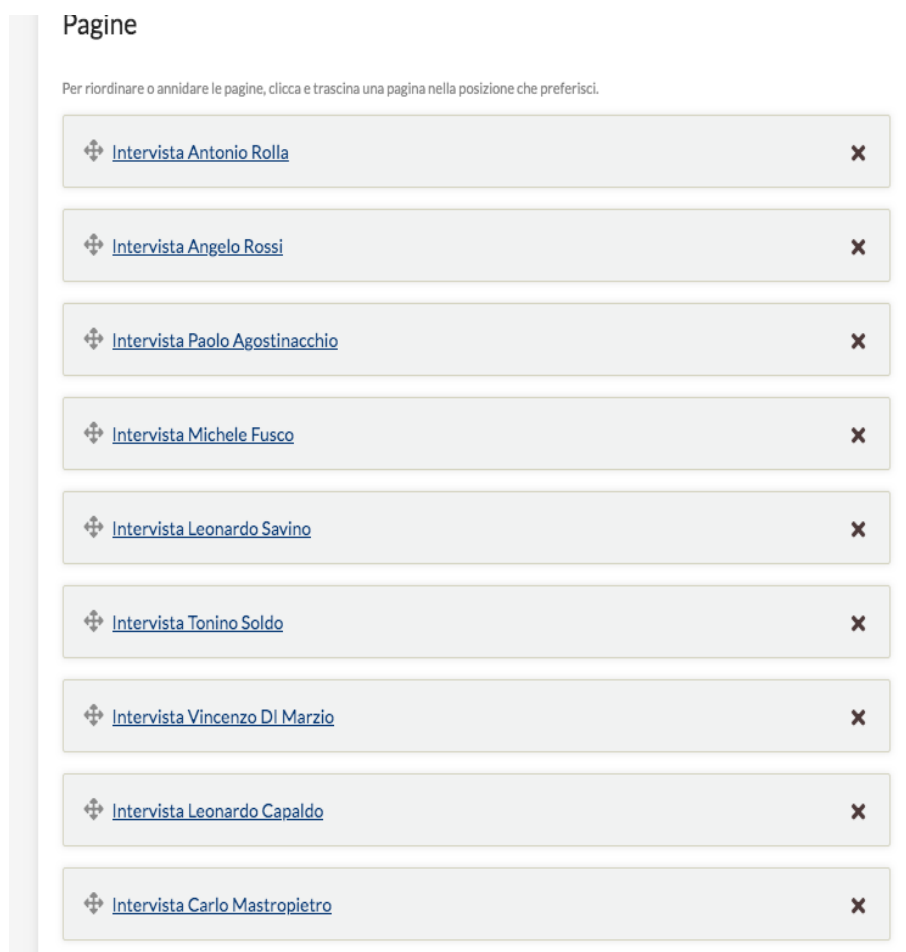 Pagine
Per riordinare o annidare le pagine, clicca e trascina una pagina nella posizione che preferisci.
Intervista Antonio Rolla
Intervista Angelo Rossi
Intervista Paolo Agostinacchio
Intervista Michele Fusco
Intervista Leonardo Savino
Intervista Tonino Soldo
Intervista Vincenzo DI Marzio
Intervista Leonardo Capaldo
Intervista Carlo Mastropietro